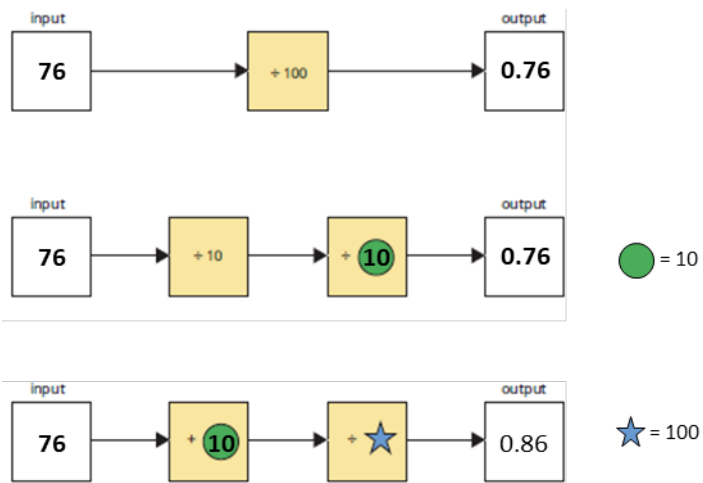 input output
76 ÷ 100 0.76
input output
76 ÷ 10 ÷ 10 0.76
= 10
input output
76 + 10 ÷ 0.86
= 100